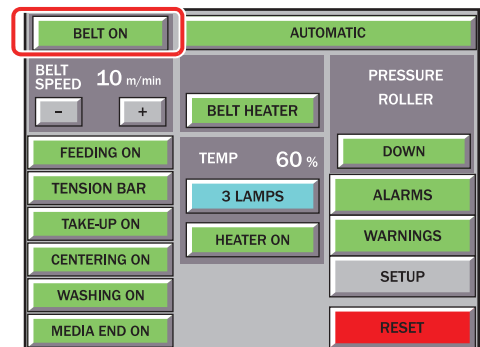 BELT ON
AUTOMATIC
BELT
SPEED 10 m/min
- +
FEEDING ON
TENSION BAR
TAKE-UP ON
CENTERING ON
WASHING ON
MEDIA END ON
BELT HEATER
TEMP 60 %
3 LAMPS
HEATER ON
PRESSURE
ROLLER
DOWN
ALARMS
WARNINGS
SETUP
RESET